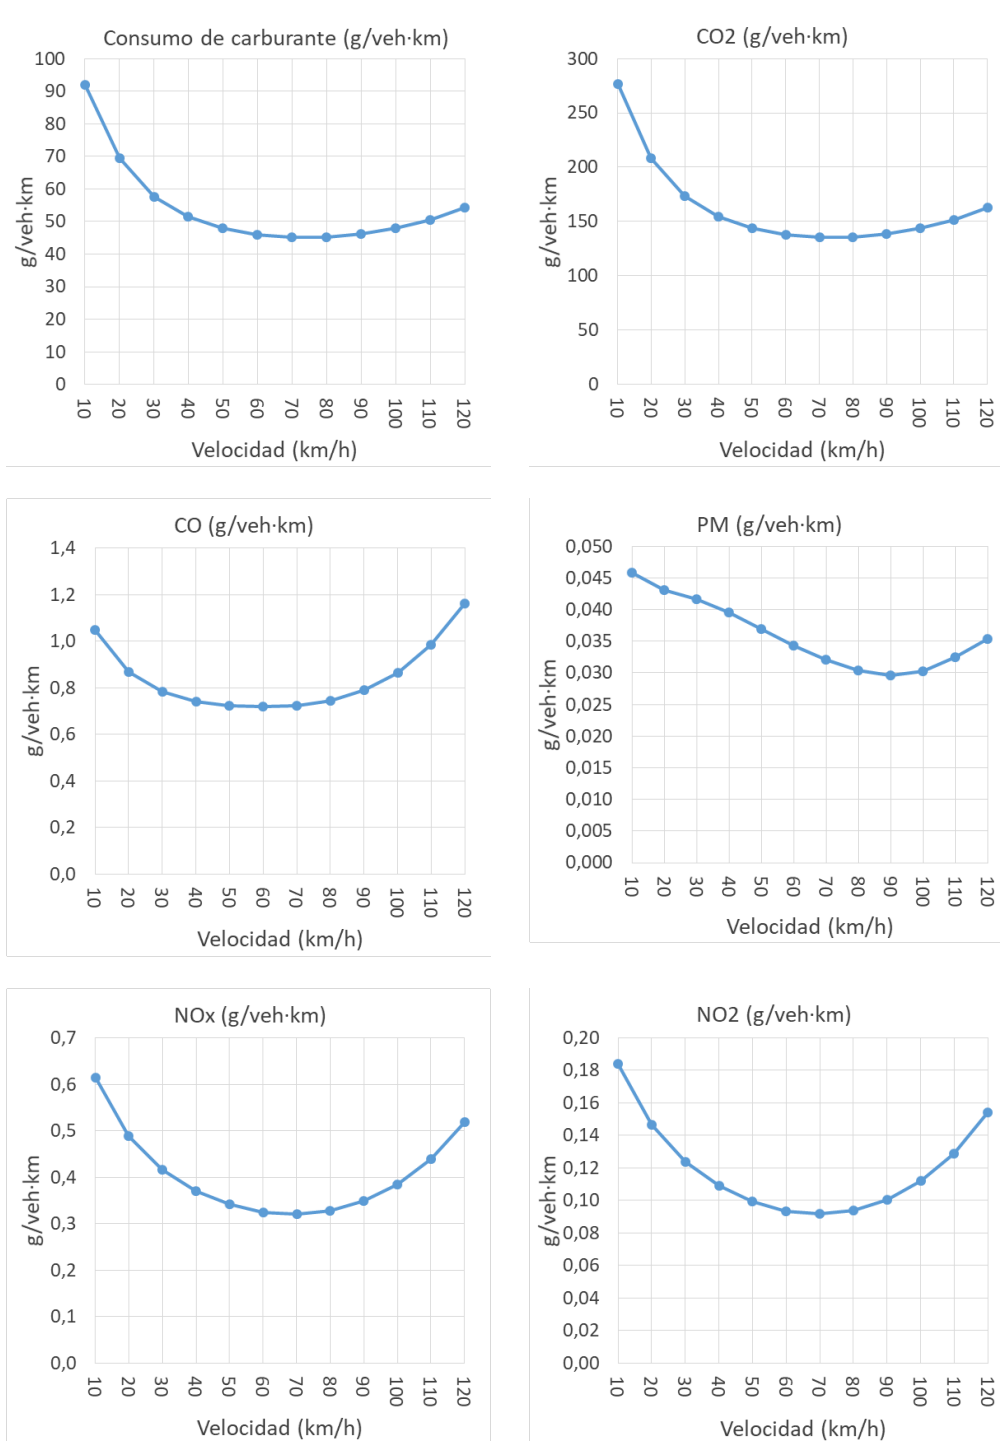 Consumo de carburante (g/veh·km)
100
90
80
70
60
50
40
30
20
10
0
g/veh·km
10 20 30 40 50 60 70 80 90 100 110 120
Velocidad (km/h)
CO2 (g/veh·km)
300
250
200
150
100
50
0
g/veh·km
10 20 30 40 50 60 70 80 90 100 110 120
Velocidad (km/h)
CO (g/veh·km)
1,4
1,2
1,0
0,8
0,6
0,4
0,2
0,0
g/veh·km
10 20 30 40 50 60 70 80 90 100 110 120
Velocidad (km/h)
PM (g/veh·km)
0,050
0,045
0,040
0,035
0,030
0,025
0,020
0,015
0,010
0,005
0,000
g/veh·km
10 20 30 40 50 60 70 80 90 100 110 120
Velocidad (km/h)
NOx (g/veh·km)
0,7
0,6
0,5
0,4
0,3
0,2
0,1
0,0
g/veh·km
10 20 30 40 50 60 70 80 90 100 110 120
Velocidad (km/h)
NO2 (g/veh·km)
0,20
0,18
0,16
0,14
0,12
0,10
0,08
0,06
0,04
0,02
0,00
g/veh·km
10 20 30 40 50 60 70 80 90 100 110 120
Velocidad (km/h)